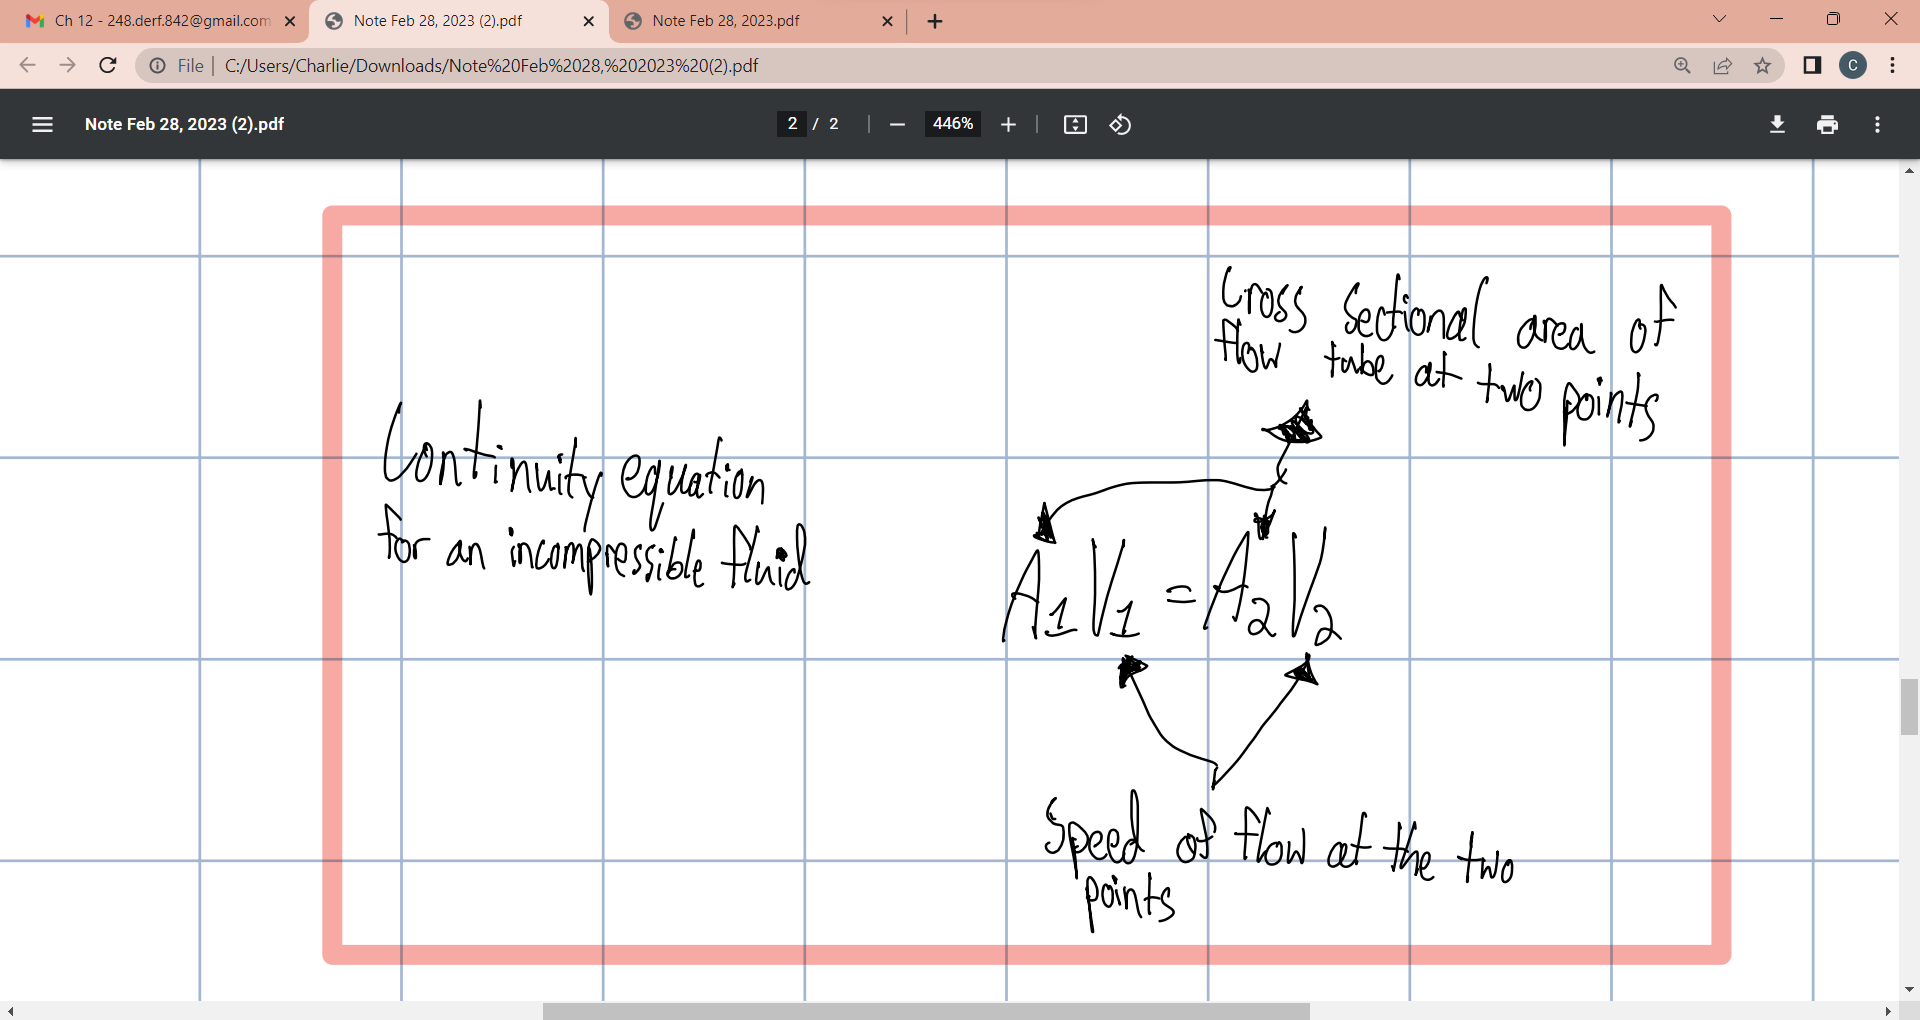 Ch 12 - 248.derf.842@gmail.com
Note Feb 28, 2023 (2).pdf
Note Feb 28, 2023.pdf
File
C:/Users/Charlie/Downloads/Note%20Feb%2028,%202023%20(2).pdf
C
Note Feb 28, 2023 (2).pdf
2 / 2
446%
Cross Sectional area of
flow tube at two points
Continuity equation
for an incompressible fluid
A₁V₁ = A₂V₂
Speed of flow at the two
points